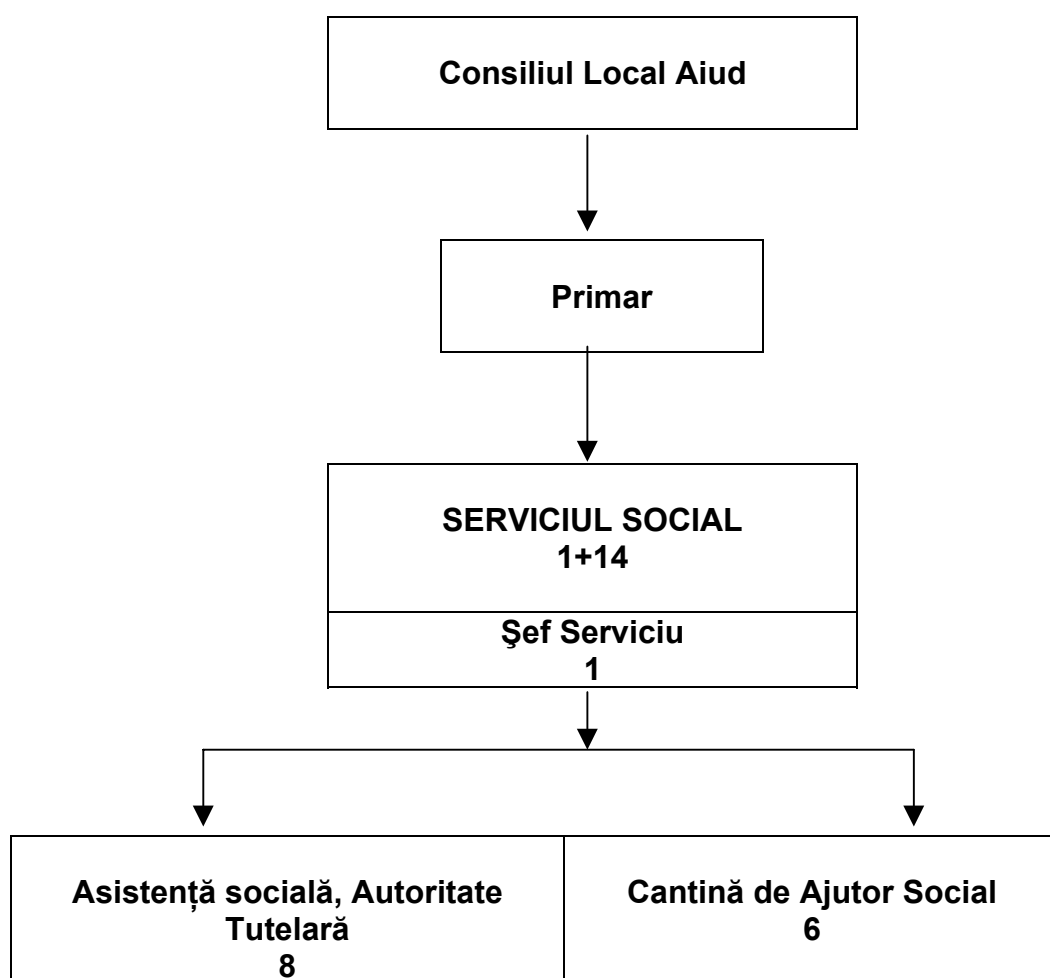 Consiliul Local Aiud
Primar
SERVICIUL SOCIAL
1+14
Şef Serviciu
1
Asistență socială, Autoritate
Tutelară
8
Cantină de Ajutor Social
6